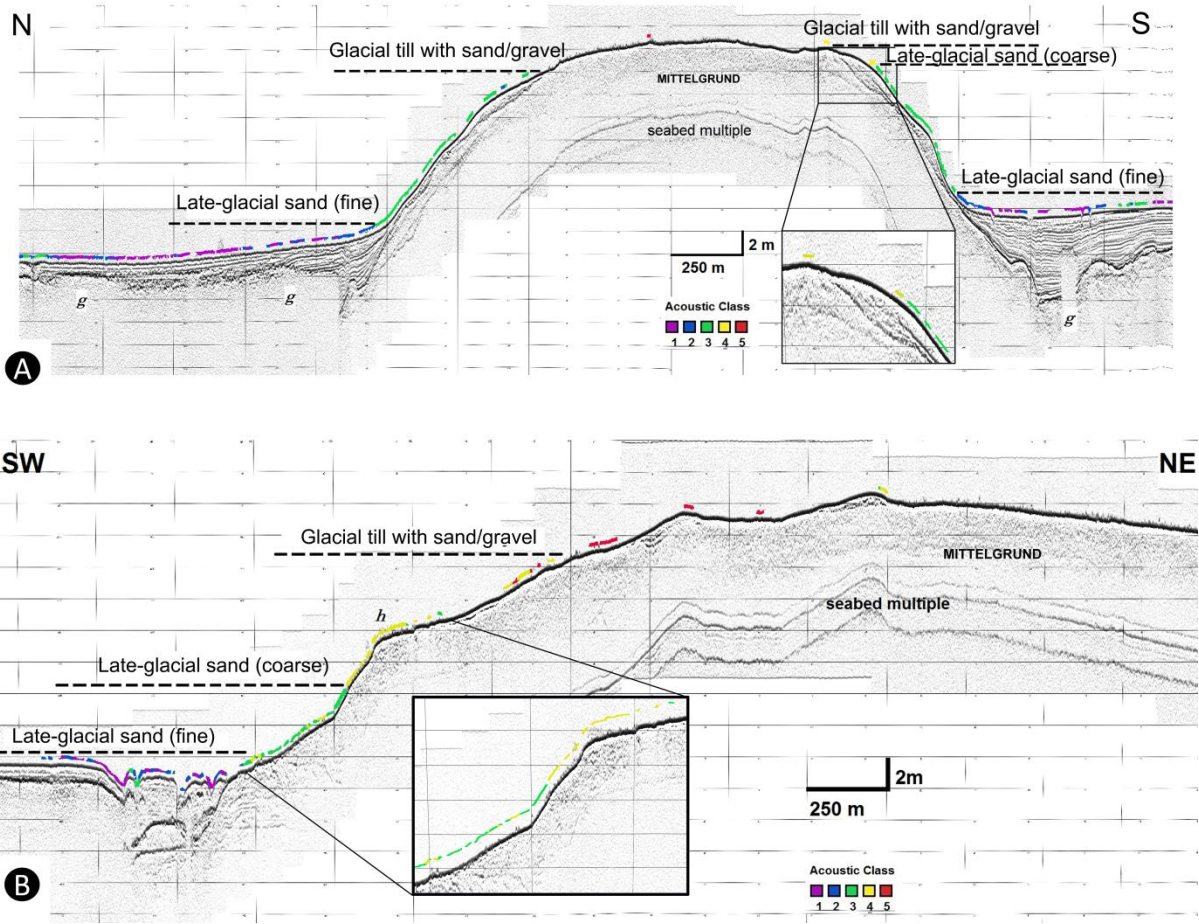 N
S
Glacial till with sand/gravel
Glacial till with sand/gravel
Late-glacial sand (coarse)
MITTELGRUND
seabed multiple
Late-glacial sand (fine)
Late-glacial sand (fine)
2 m
250 m
Acoustic Class
1 2 3 4 5
g
g
g
A
SW
NE
Glacial till with sand/gravel
MITTELGRUND
seabed multiple
h
Late-glacial sand (coarse)
Late-glacial sand (fine)
2m
250 m
Acoustic Class
1 2 3 4 5
B